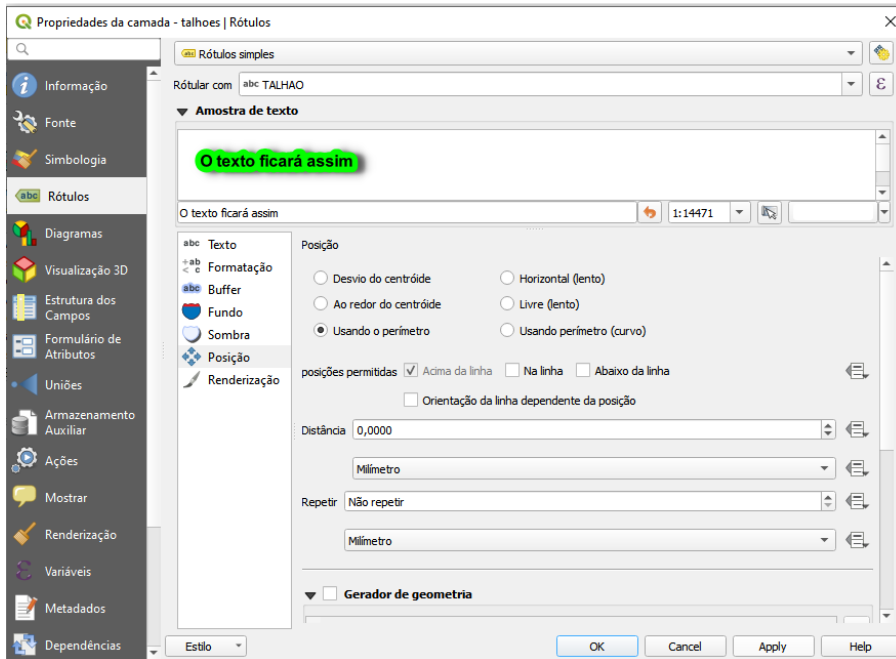 Propriedades da camada - talhoes | Rótulos
Informação
Fonte
Simbologia
abc Rótulos
Diagramas
Visualização 3D
Estrutura dos
Campos
Formulário de
Atributos
Uniões
Armazenamento
Auxiliar
Ações
Mostrar
Renderização
Variáveis
Metadados
Dependências
abc Rótulos simples
Rótular com abc TALHAO
ε
Amostra de texto
O texto ficará assim
O texto ficará assim
1:14471
abc Texto
+ab
< c Formatação
abc Buffer
Fundo
Sombra
Posição
Renderização
Posição
Desvio do centróide
Horizontal (lento)
Ao redor do centróide
Livre (lento)
Usando o perímetro
Usando perímetro (curvo)
posições permitidas Acima da linha Na linha Abaixo da linha
Orientação da linha dependente da posição
Distância 0,0000
Milímetro
Repetir Não repetir
Milímetro
Gerador de geometria
Estilo
OK
Cancel
Apply
Help